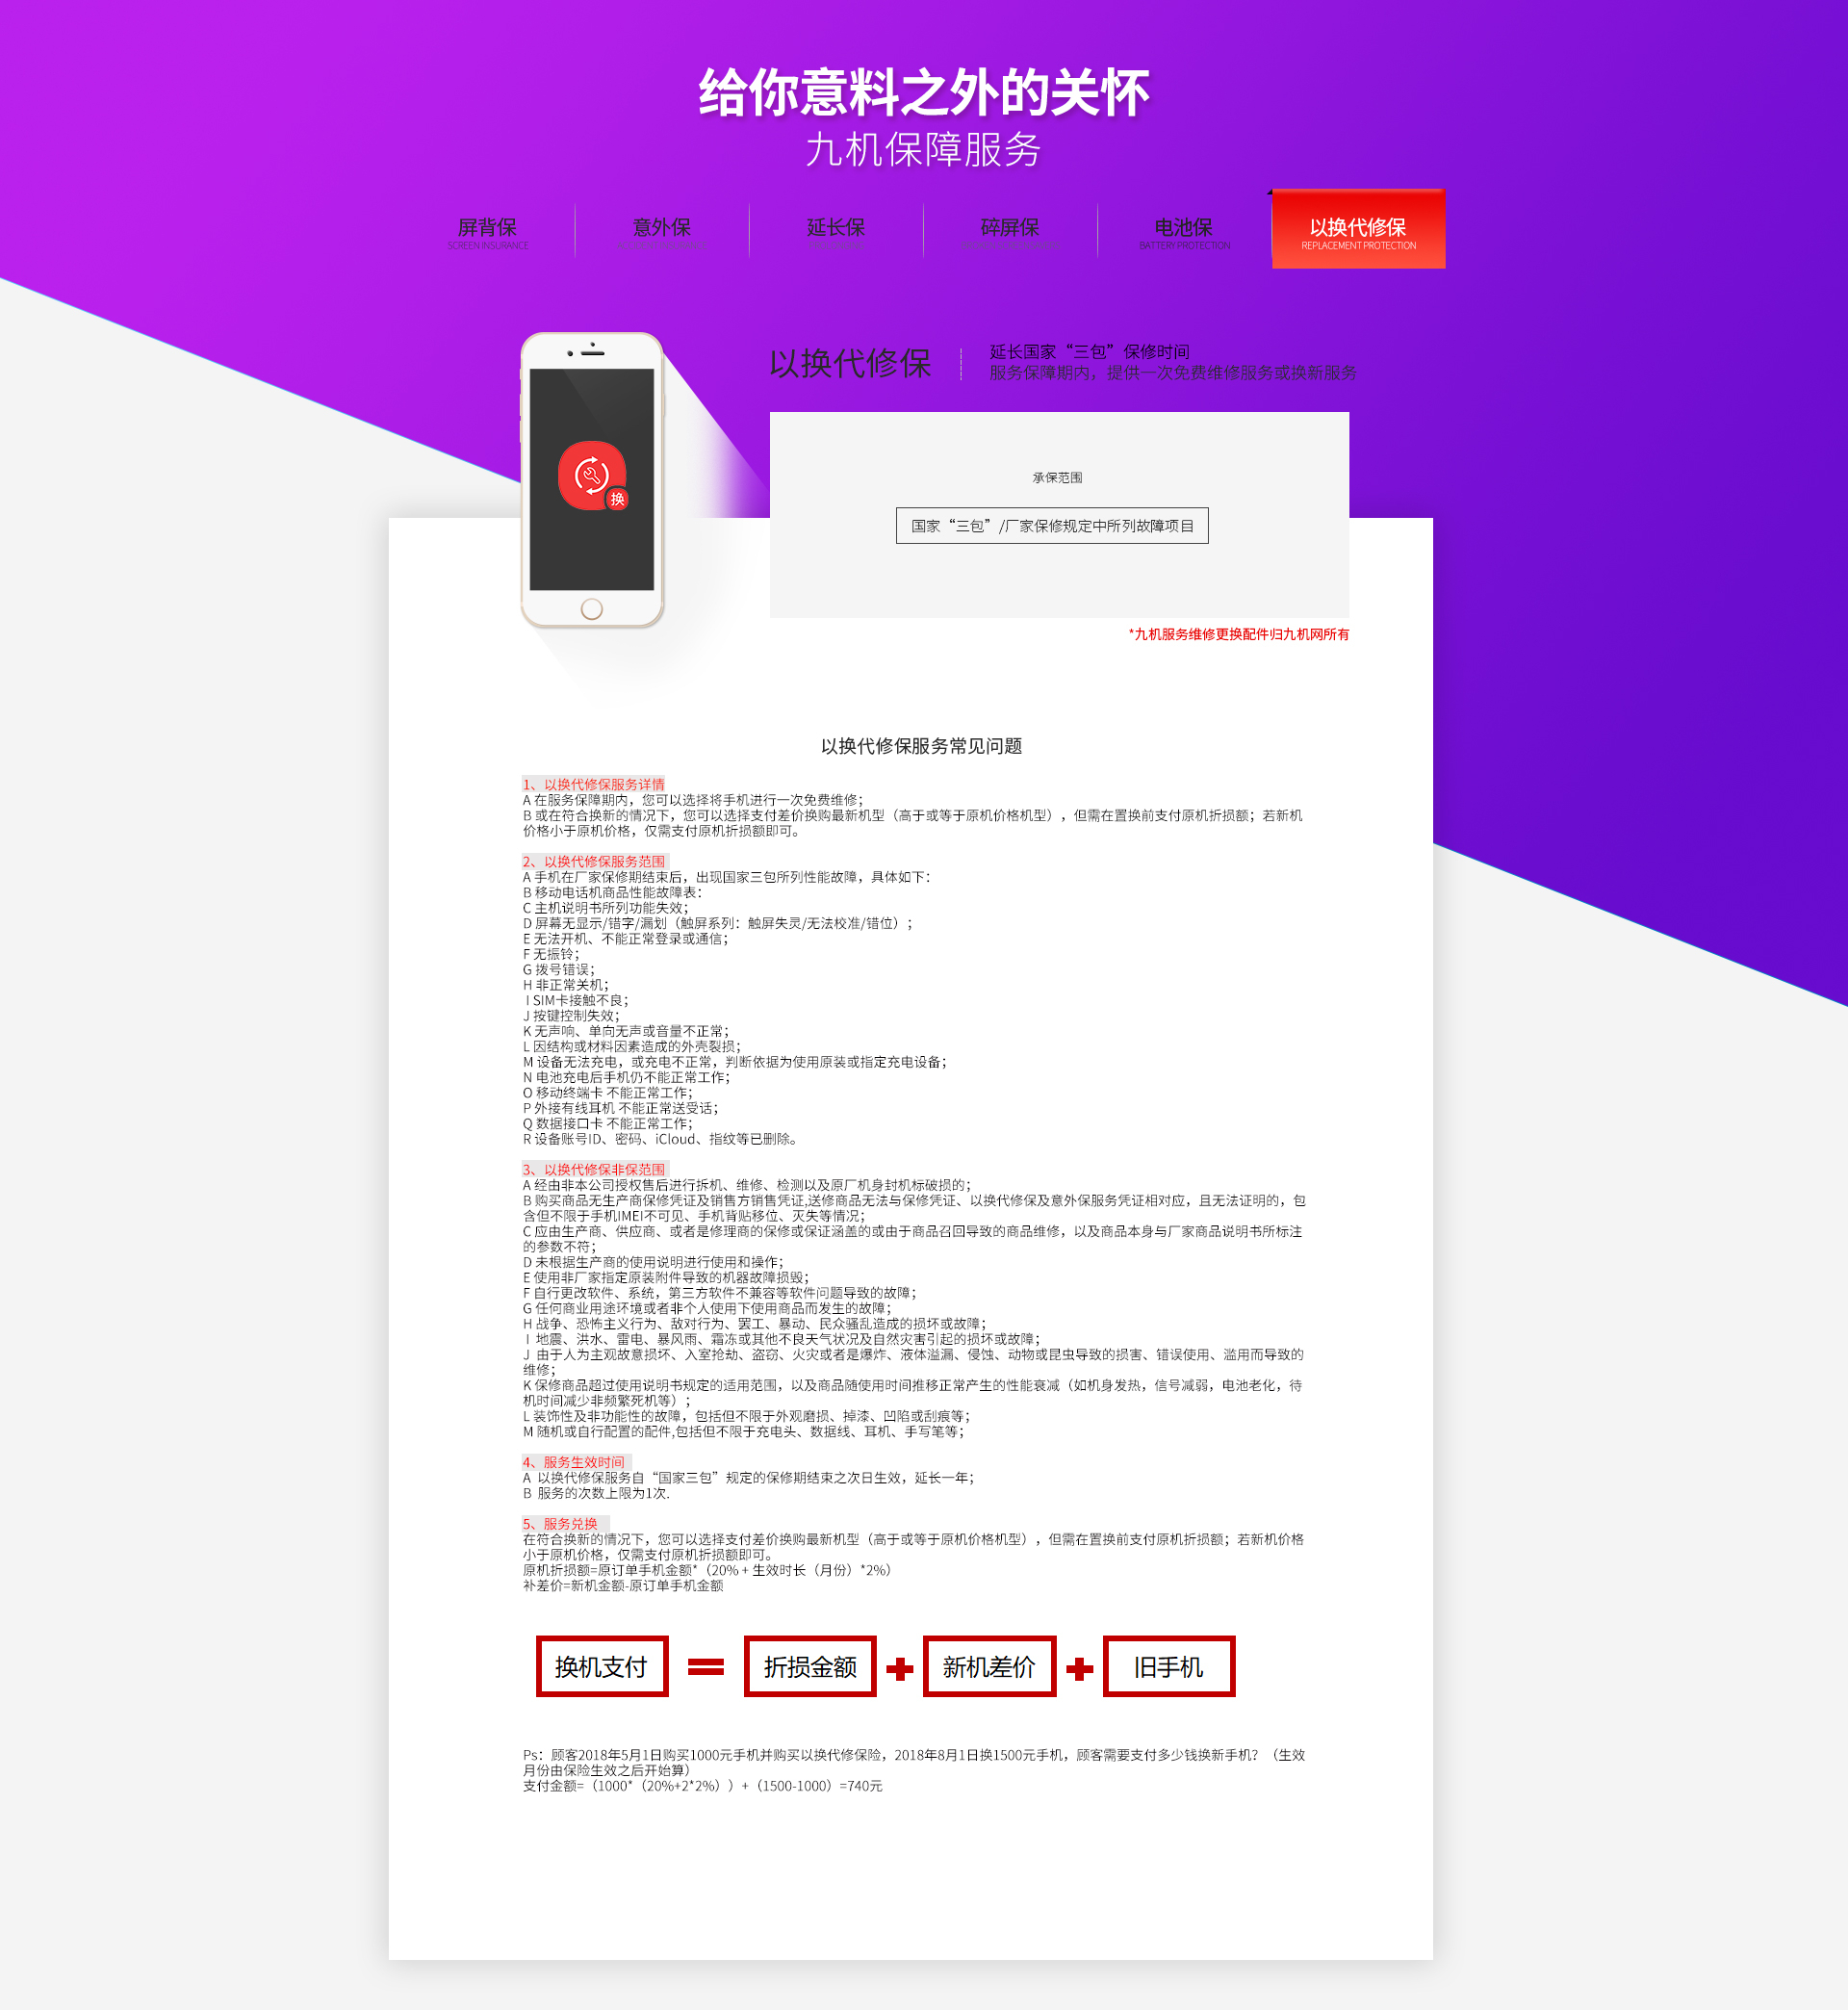 给你意料之外的关怀
九机保障服务
屏背保
意外保
延长保
碎屏保
电池保
以换代修保
SCREEN INSURANCE
BATTERY PROTECTION
REPLACEMENT PROTECTION
以换代修保
延长国家“三包”保修时间
服务保障期内，提供一次免费维修服务或换新服务
换
承保范围
国家“三包”/厂家保修规定中所列故障项目
*九机服务维修更换配件归九机网所有
以换代修保服务常见问题
1、以换代修保服务详情
A 在服务保障期内，您可以选择将手机进行一次免费维修；
B 或在符合换新的情况下，您可以选择支付差价换购最新机型（高于或等于原机价格机型），但需在置换前支付原机折损额；若新机
价格小于原机价格，仅需支付原机折损额即可。
2、以换代修保服务范围
A 手机在厂家保修期结束后，出现国家三包所列性能故障，具体如下：
B 移动电话机商品性能故障表：
C 主机说明书所列功能失效；
D 屏幕无显示/错字/漏划（触屏系列：触屏失灵/无法校准/错位）；
E 无法开机、不能正常登录或通信；
F 无振铃；
G 拨号错误；
H 非正常关机；
I SIM卡接触不良；
J 按键控制失效；
K 无声响、单向无声或音量不正常；
L 因结构或材料因素造成的外壳裂损；
M 设备无法充电，或充电不正常，判断依据为使用原装或指定充电设备；
N 电池充电后手机仍不能正常工作；
O 移动终端卡 不能正常工作；
P 外接有线耳机 不能正常送受话；
Q 数据接口卡 不能正常工作；
R 设备账号ID、密码、iCloud、指纹等已删除。
3、以换代修保非保范围
A 经由非本公司授权售后进行拆机、维修、检测以及原厂机身封机标破损的；
B 购买商品无生产商保修凭证及销售方销售凭证,送修商品无法与保修凭证、以换代修保及意外保服务凭证相对应，且无法证明的，包
含但不限于手机IMEI不可见、手机背贴移位、灭失等情况；
C 应由生产商、供应商、或者是修理商的保修或保证涵盖的或由于商品召回导致的商品维修，以及商品本身与厂家商品说明书所标注
的参数不符；
D 未根据生产商的使用说明进行使用和操作；
E 使用非厂家指定原装附件导致的机器故障损毁；
F 自行更改软件、系统，第三方软件不兼容等软件问题导致的故障；
G 任何商业用途环境或者非个人使用下使用商品而发生的故障；
H 战争、恐怖主义行为、敌对行为、罢工、暴动、民众骚乱造成的损坏或故障；
I 地震、洪水、雷电、暴风雨、霜冻或其他不良天气状况及自然灾害引起的损坏或故障；
J 由于人为主观故意损坏、入室抢劫、盗窃、火灾或者是爆炸、液体溢漏、侵蚀、动物或昆虫导致的损害、错误使用、滥用而导致的
维修；
K 保修商品超过使用说明书规定的适用范围，以及商品随使用时间推移正常产生的性能衰减（如机身发热，信号减弱，电池老化，待
机时间减少非频繁死机等）；
L 装饰性及非功能性的故障，包括但不限于外观磨损、掉漆、凹陷或刮痕等；
M 随机或自行配置的配件,包括但不限于充电头、数据线、耳机、手写笔等；
4、服务生效时间
A 以换代修保服务自“国家三包”规定的保修期结束之次日生效，延长一年；
B 服务的次数上限为1次.
5、服务兑换
在符合换新的情况下，您可以选择支付差价换购最新机型（高于或等于原机价格机型），但需在置换前支付原机折损额；若新机价格
小于原机价格，仅需支付原机折损额即可。
原机折损额=原订单手机金额*（20% + 生效时长（月份）*2%）
补差价=新机金额-原订单手机金额
换机支付 = 折损金额 + 新机差价 + 旧手机
Ps：顾客2018年5月1日购买1000元手机并购买以换代修保险，2018年8月1日换1500元手机，顾客需要支付多少钱换新手机？（生效
月份由保险生效之后开始算）
支付金额=（1000*（20%+2*2%））+（1500-1000）=740元